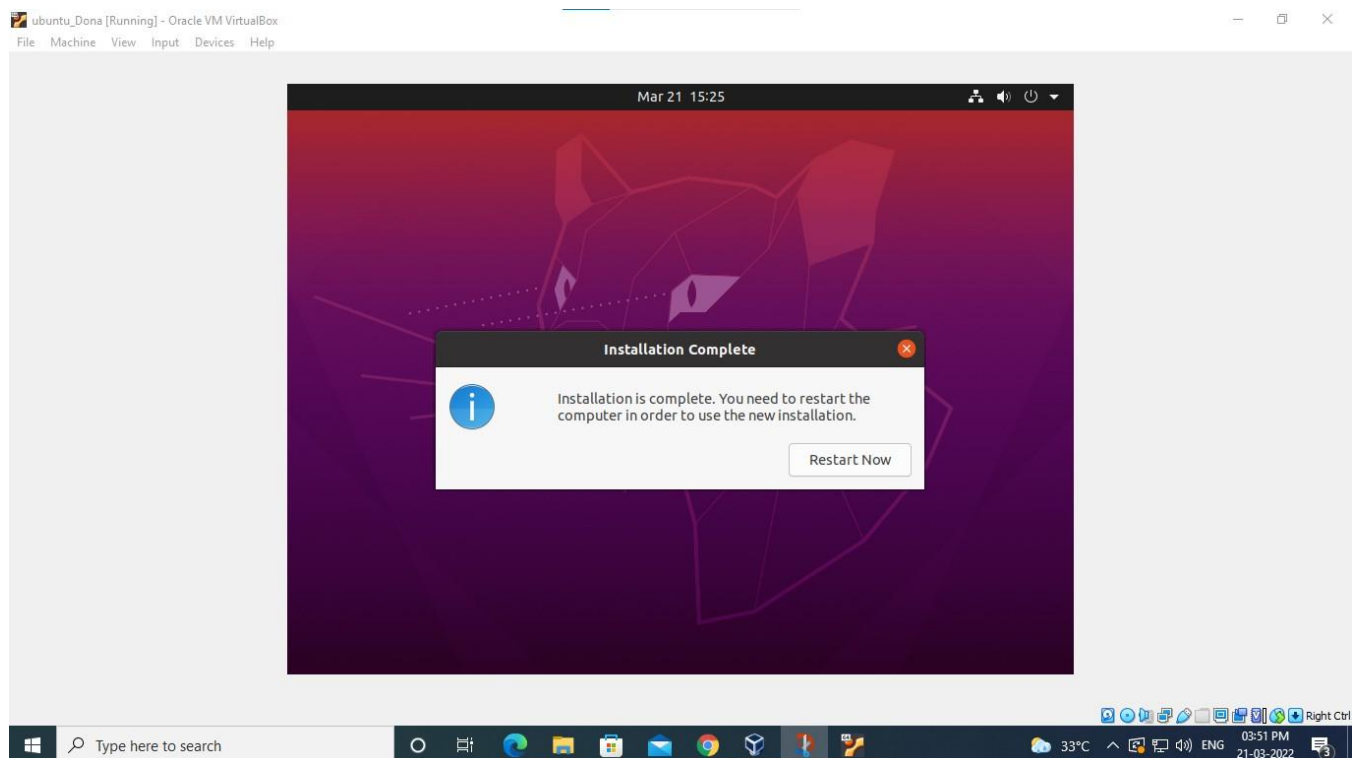 ubuntu_Dona [Running] - Oracle VM VirtualBox
File Machine View Input Devices Help
Mar 21 15:25
Installation Complete
Installation is complete. You need to restart the
computer in order to use the new installation.
Restart Now
Right Ctrl
Type here to search
33°C
ENG
03:51 PM
21-03-2022
3